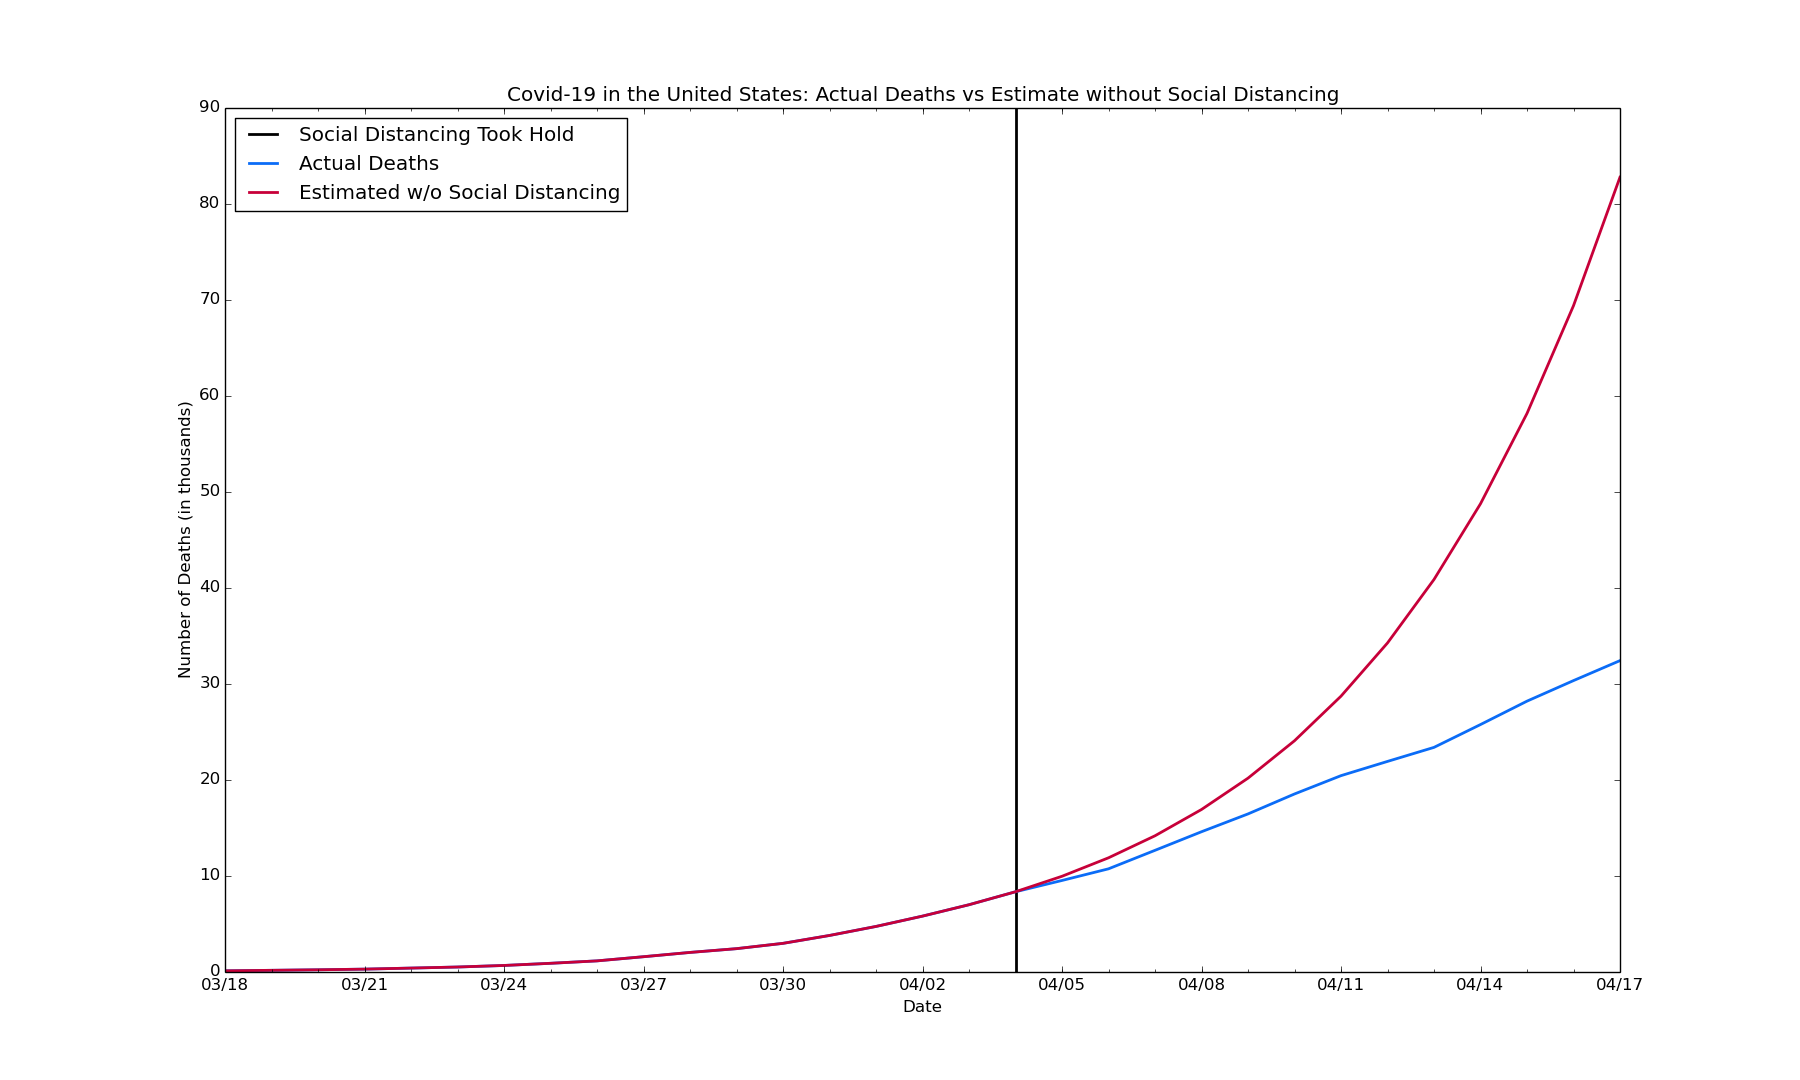 Covid-19 in the United States: Actual Deaths vs Estimate without Social Distancing
Social Distancing Took Hold
Actual Deaths
Estimated w/o Social Distancing
Number of Deaths (in thousands)
90
80
70
60
50
40
30
20
10
0
03/18 03/21 03/24 03/27 03/30 04/02 04/05 04/08 04/11 04/14 04/17
Date